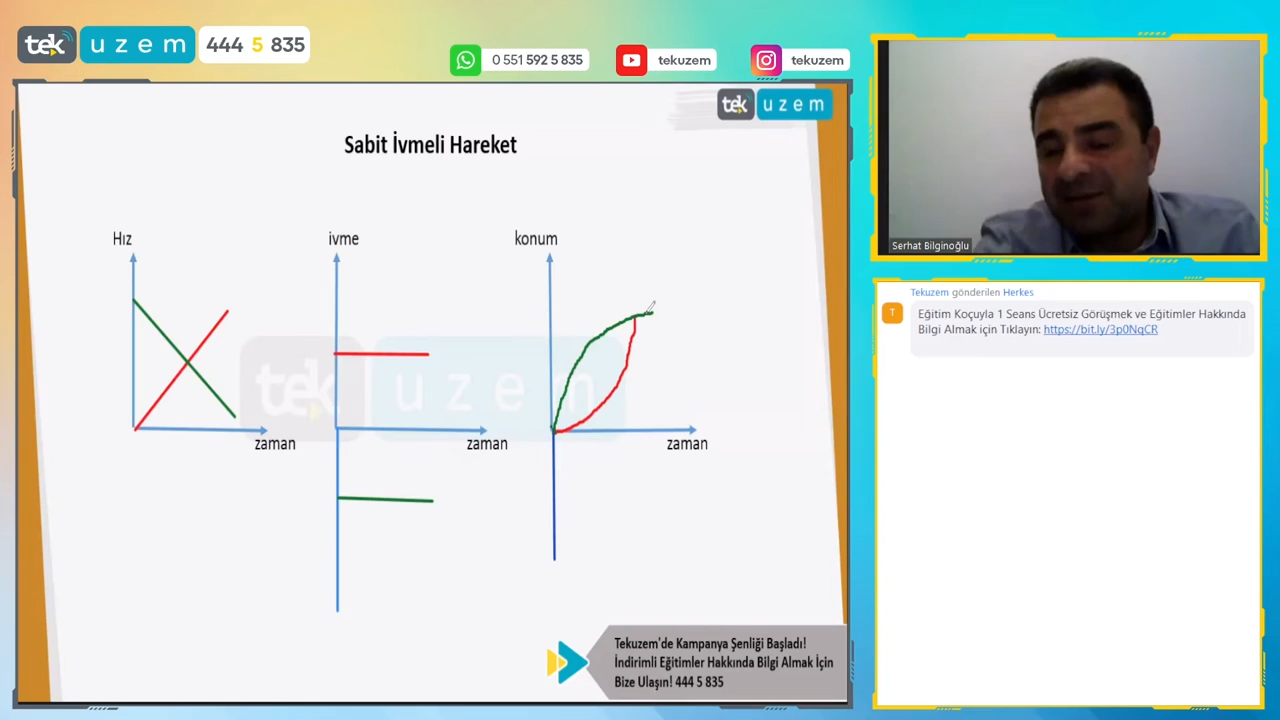 tek uzem 444 5 835
0 551 592 5 835
tekuzem
tekuzem
tek uzem
Sabit İvmeli Hareket
Hız
ivme
konum
tek uzem
zaman
zaman
zaman
Tekuzem'de Kampanya Şenliği Başladı!
İndirimli Eğitimler Hakkında Bilgi Almak İçin
Bize Ulaşın! 444 5 835
Serhat Bilginoğlu
Tekuzem gönderilen Herkes
T
Eğitim Koçuyla 1 Seans Ücretsiz Görüşmek ve Eğitimler Hakkında
Bilgi Almak için Tıklayın: https://bit.ly/3p0NqCR